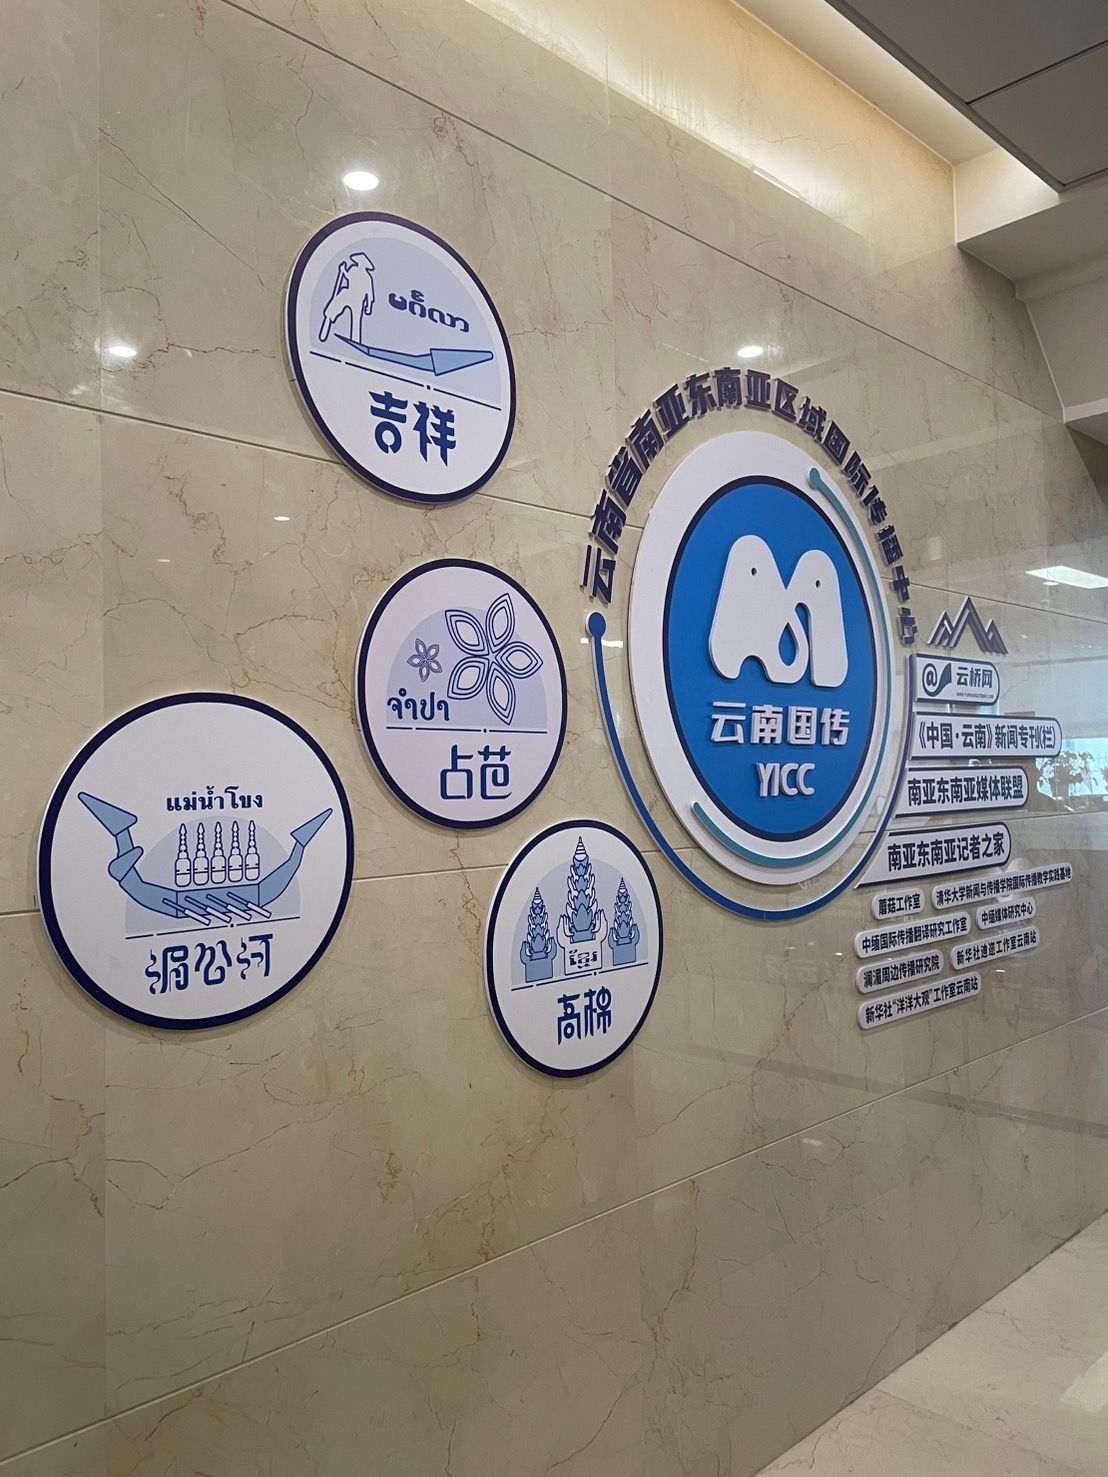 မင်္ဂလာ
吉祥
จำปา
占芭
แม่น้ำโขง
湄公河
ខ្មែរ
高棉
云南省南亚东南亚区域国际传播中心
云南国传
YICC
@云桥网
《中国·云南》新闻专刊(栏)
南亚东南亚媒体联盟
南亚东南亚记者之家
蘑菇工作室
清华大学新闻与传播学院国际传播教学实践基地
中缅国际传播翻译研究工作室
中缅媒体研究中心
澜湄周边传播研究院
新华社迪迩工作室云南站
新华社"洋洋大观"工作室云南站